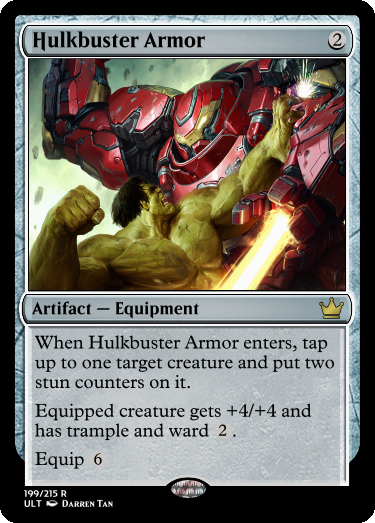 Hulkbuster Armor 2
Artifact — Equipment
When Hulkbuster Armor enters, tap
up to one target creature and put two
stun counters on it.
Equipped creature gets +4/+4 and
has trample and ward 2 .
Equip 6
199/215 R
ULT Darren Tan